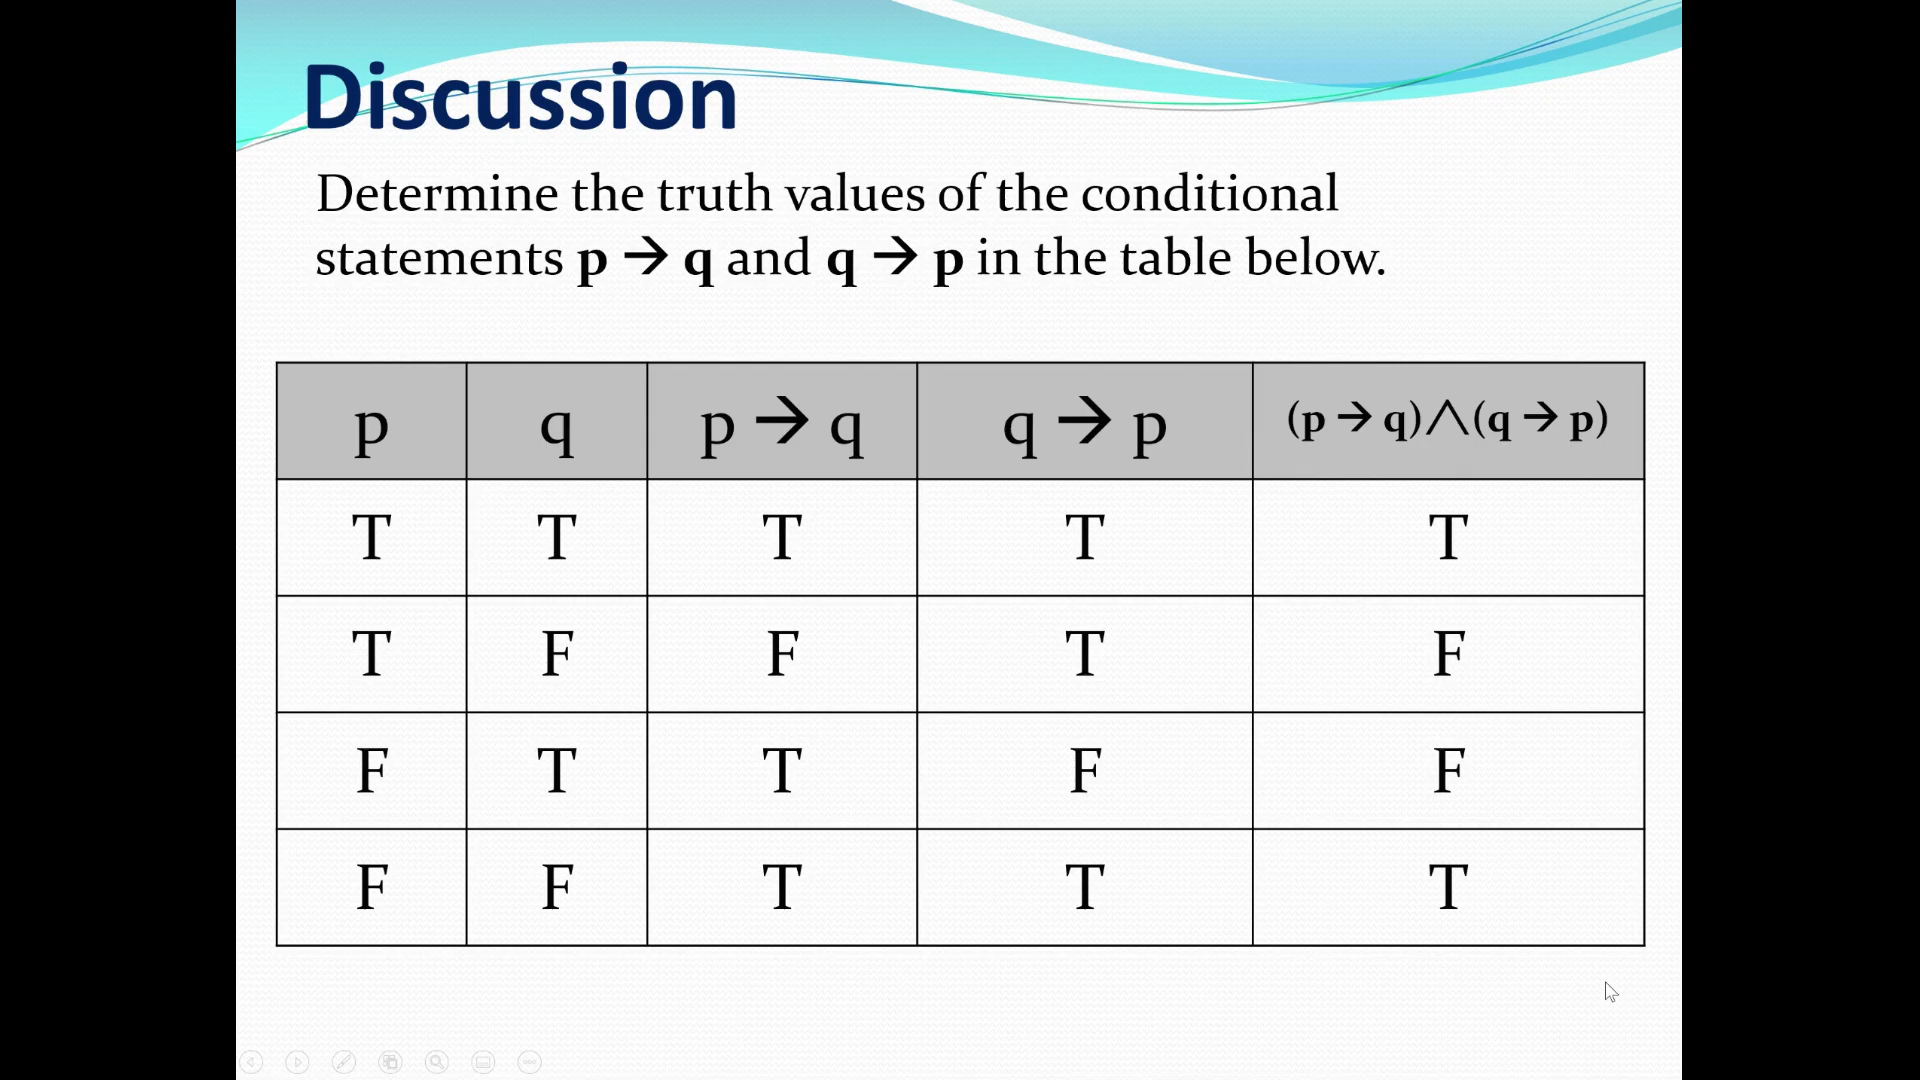 Discussion
Determine the truth values of the conditional
statements p → q and q → p in the table below.
p q p → q q → p (p → q)∧(q → p)
T T T T T
T F F T F
F T T F F
F F T T T